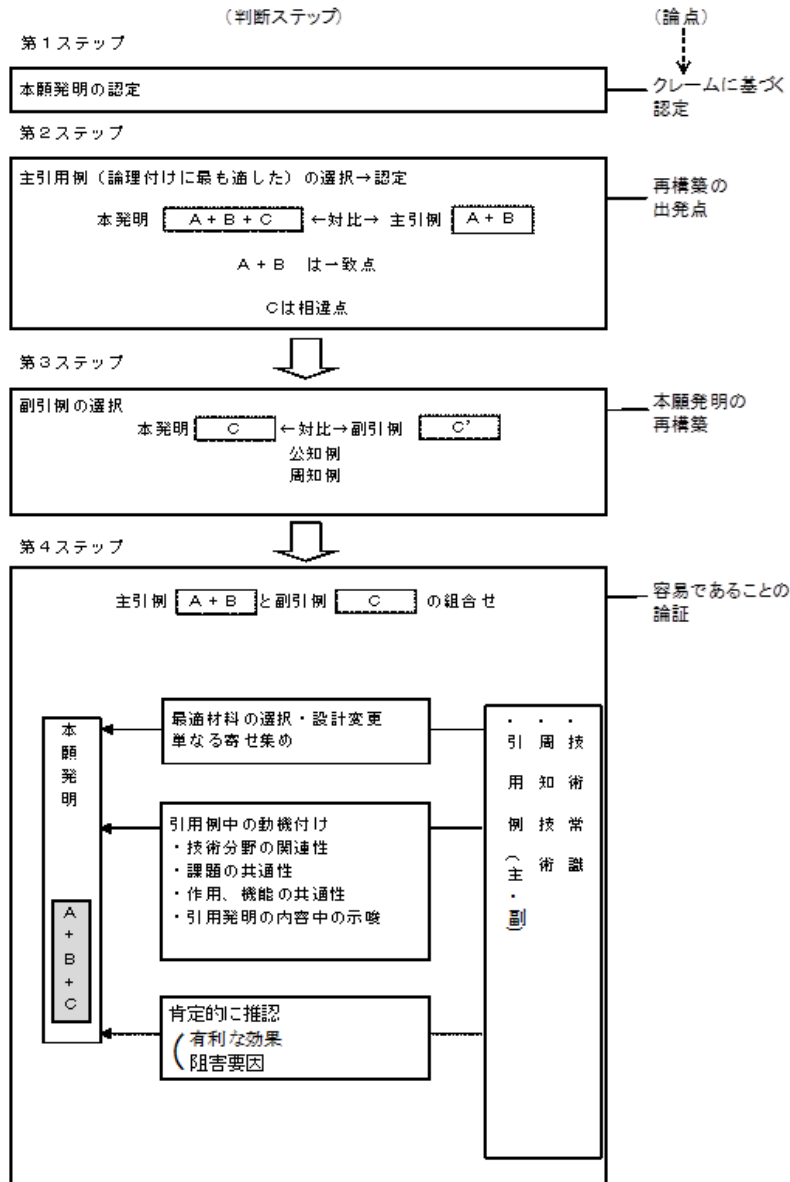 （判断ステップ）
（論点）
第１ステップ
本願発明の認定
クレームに基づく
認定
第２ステップ
主引用例（論理付けに最も適した）の選択→認定
本発明 Ａ＋Ｂ＋Ｃ ←対比→ 主引例 Ａ＋Ｂ
Ａ＋Ｂ は一致点
Ｃは相違点
再構築の
出発点
第３ステップ
副引例の選択
本発明 Ｃ ←対比→副引例 Ｃ’
公知例
周知例
本願発明の
再構築
第４ステップ
主引例 Ａ＋Ｂ と副引例 Ｃ の組合せ
容易であることの
論証
本願発明
Ａ＋Ｂ＋Ｃ
最適材料の選択・設計変更
単なる寄せ集め
引用例中の動機付け
・技術分野の関連性
・課題の共通性
・作用、機能の共通性
・引用発明の内容中の示唆
肯定的に推認
（有利な効果
阻害要因
・技術常識
・周知技術
・引用例（主・副）